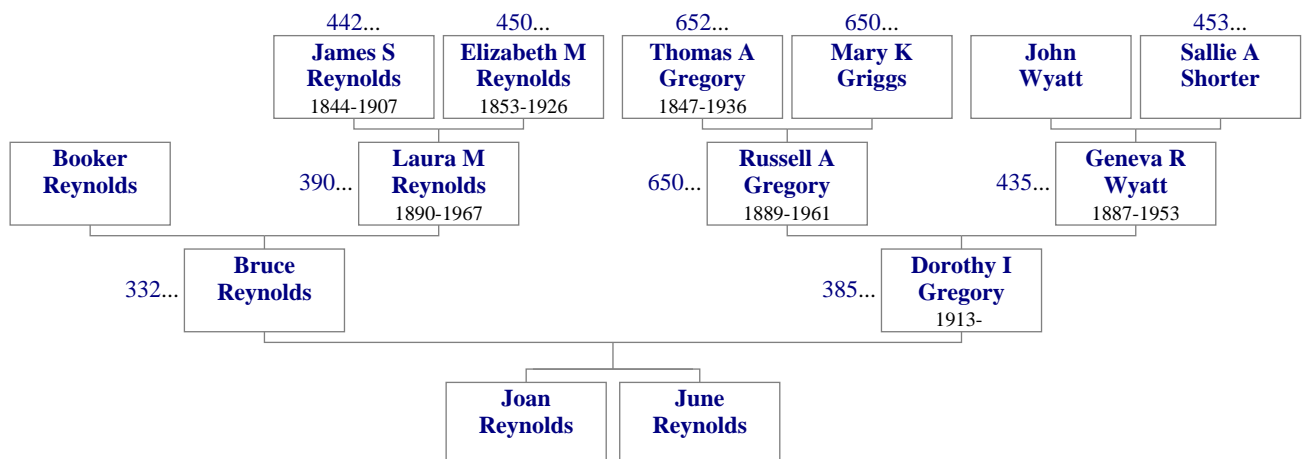 442...
450...
652...
650...
453...
James S
Reynolds
1844-1907
Elizabeth M
Reynolds
1853-1926
Thomas A
Gregory
1847-1936
Mary K
Griggs
John
Wyatt
Sallie A
Shorter
Booker
Reynolds
390...
Laura M
Reynolds
1890-1967
650...
Russell A
Gregory
1889-1961
435...
Geneva R
Wyatt
1887-1953
332...
Bruce
Reynolds
385...
Dorothy I
Gregory
1913-
Joan
Reynolds
June
Reynolds